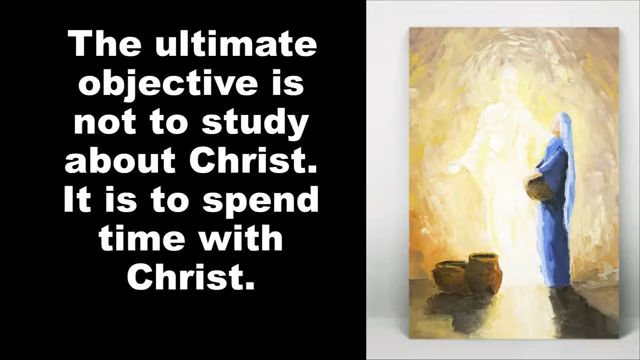 The ultimate
objective is
not to study
about Christ.
It is to spend
time with
Christ.